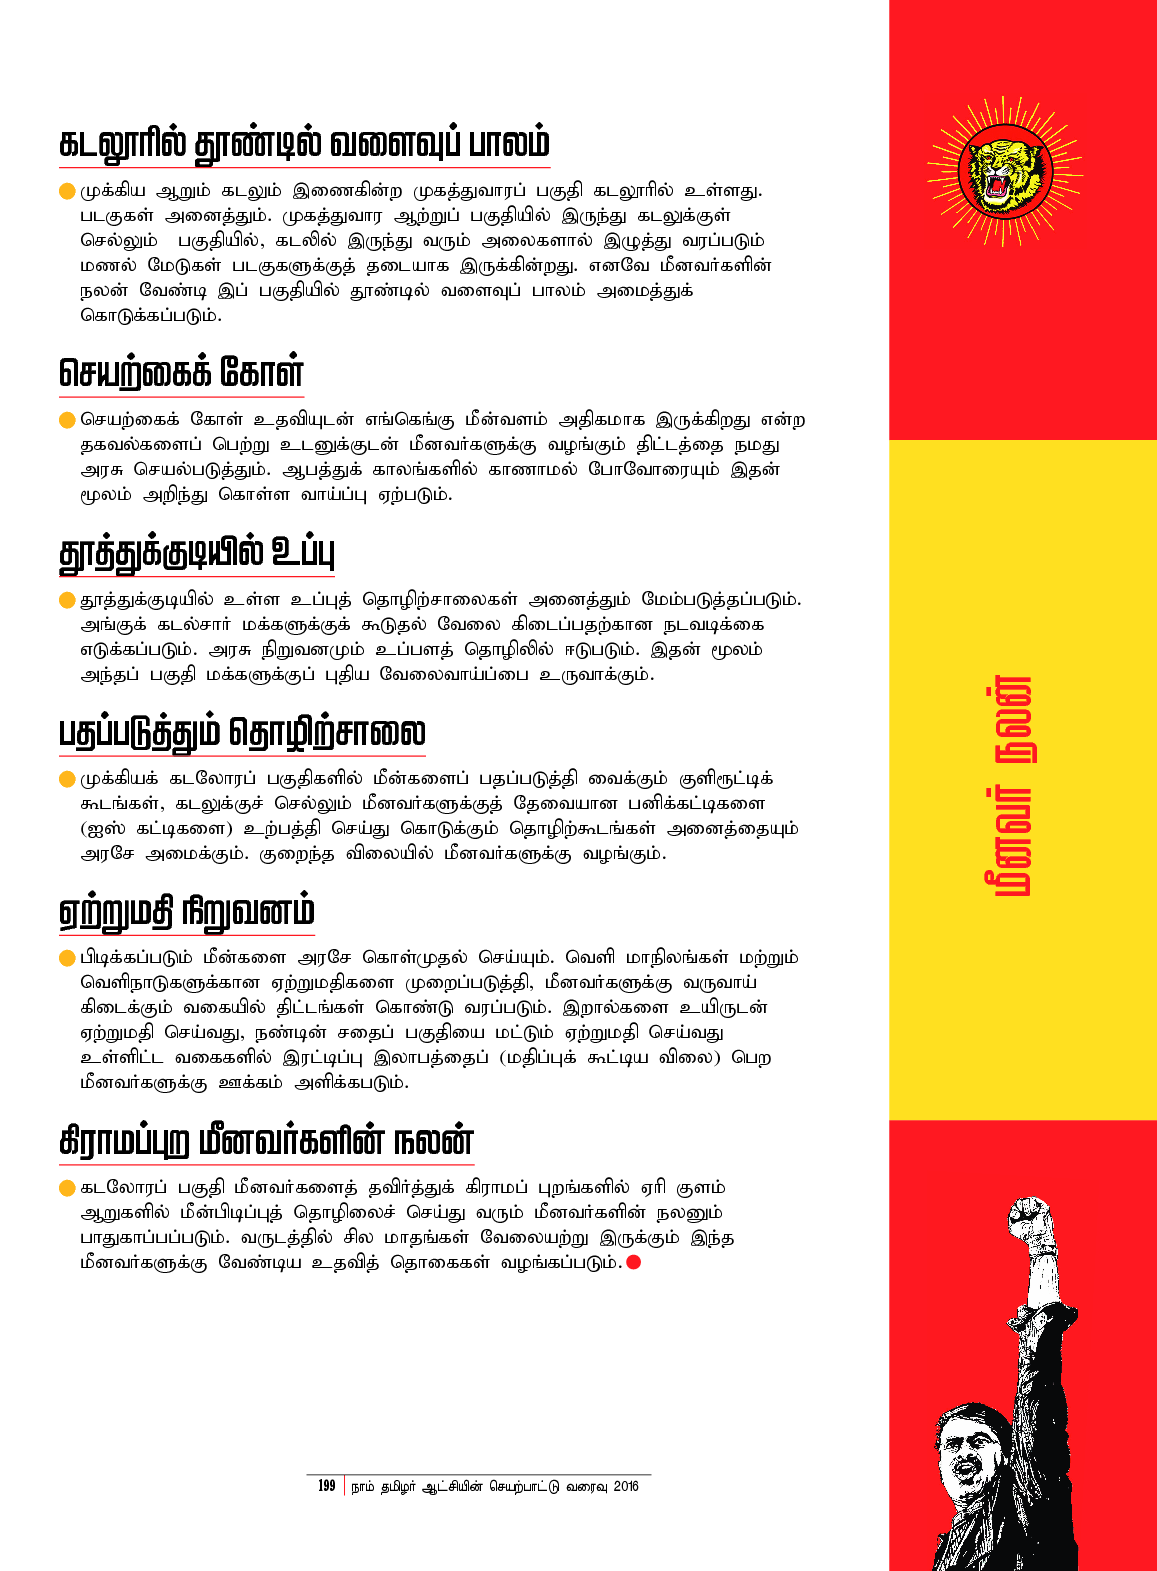 கடலூரில் தூண்டில் வளைவுப் பாலம்
முக்கிய ஆறும் கடலும் இணைகின்ற முகத்துவாரப் பகுதி கடலூரில் உள்ளது.
படகுகள் அனைத்தும். முகத்துவார ஆற்றுப் பகுதியில் இருந்து கடலுக்குள்
செல்லும் பகுதியில், கடலில் இருந்து வரும் அலைகளால் இழுத்து வரப்படும்
மணல் மேடுகள் படகுகளுக்குத் தடையாக இருக்கின்றது. எனவே மீனவர்களின்
நலன் வேண்டி இப் பகுதியில் தூண்டில் வளைவுப் பாலம் அமைத்துக்
கொடுக்கப்படும்.
செயற்கைக் கோள்
செயற்கைக் கோள் உதவியுடன் எங்கெங்கு மீன்வளம் அதிகமாக இருக்கிறது என்ற
தகவல்களைப் பெற்று உடனுக்குடன் மீனவர்களுக்கு வழங்கும் திட்டத்தை நமது
அரசு செயல்படுத்தும். ஆபத்துக் காலங்களில் காணாமல் போவோரையும் இதன்
மூலம் அறிந்து கொள்ள வாய்ப்பு ஏற்படும்.
தூத்துக்குடியில் உப்பு
தூத்துக்குடியில் உள்ள உப்புத் தொழிற்சாலைகள் அனைத்தும் மேம்படுத்தப்படும்.
அங்குக் கடல்சார் மக்களுக்குக் கூடுதல் வேலை கிடைப்பதற்கான நடவடிக்கை
எடுக்கப்படும். அரசு நிறுவனமும் உப்பளத் தொழிலில் ஈடுபடும். இதன் மூலம்
அந்தப் பகுதி மக்களுக்குப் புதிய வேலைவாய்ப்பை உருவாக்கும்.
பதப்படுத்தும் தொழிற்சாலை
முக்கியக் கடலோரப் பகுதிகளில் மீன்களைப் பதப்படுத்தி வைக்கும் குளிரூட்டிக்
கூடங்கள், கடலுக்குச் செல்லும் மீனவர்களுக்குத் தேவையான பனிக்கட்டிகளை
(ஐஸ் கட்டிகளை) உற்பத்தி செய்து கொடுக்கும் தொழிற்கூடங்கள் அனைத்தையும்
அரசே அமைக்கும். குறைந்த விலையில் மீனவர்களுக்கு வழங்கும்.
ஏற்றுமதி நிறுவனம்
பிடிக்கப்படும் மீன்களை அரசே கொள்முதல் செய்யும். வெளி மாநிலங்கள் மற்றும்
வெளிநாடுகளுக்கான ஏற்றுமதிகளை முறைப்படுத்தி, மீனவர்களுக்கு வருவாய்
கிடைக்கும் வகையில் திட்டங்கள் கொண்டு வரப்படும். இறால்களை உயிருடன்
ஏற்றுமதி செய்வது, நண்டின் சதைப் பகுதியை மட்டும் ஏற்றுமதி செய்வது
உள்ளிட்ட வகைகளில் இரட்டிப்பு இலாபத்தைப் (மதிப்புக் கூட்டிய விலை) பெற
மீனவர்களுக்கு ஊக்கம் அளிக்கபடும்.
கிராமப்புற மீனவர்களின் நலன்
கடலோரப் பகுதி மீனவர்களைத் தவிர்த்துக் கிராமப் புறங்களில் ஏரி குளம்
ஆறுகளில் மீன்பிடிப்புத் தொழிலைச் செய்து வரும் மீனவர்களின் நலனும்
பாதுகாப்பப்படும். வருடத்தில் சில மாதங்கள் வேலையற்று இருக்கும் இந்த
மீனவர்களுக்கு வேண்டிய உதவித் தொகைகள் வழங்கப்படும்.
மீனவர் நலன்
199 நாம் தமிழர் ஆட்சியின் செயற்பாட்டு வரைவு 2016